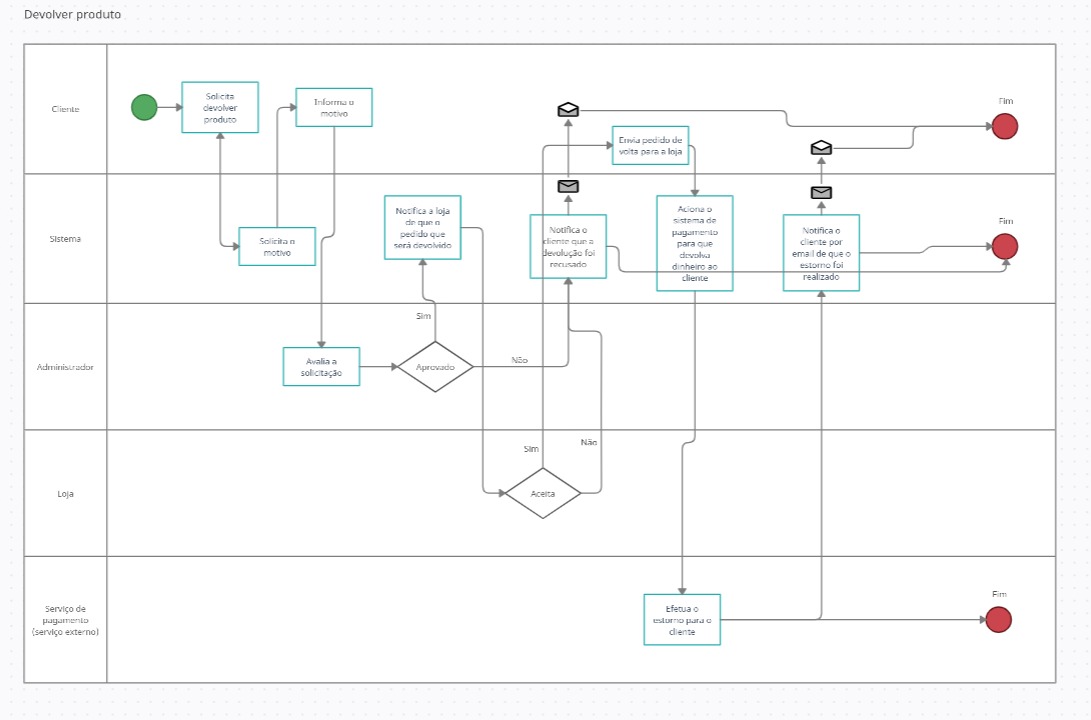 Devolver produto
Cliente
Solicita
devolver
produto
Informa o
motivo
Envia pedido de
volta para a loja
Fim
Sistema
Solicita o
motivo
Notifica a loja
de que o
pedido que
será devolvido
Notifica o
cliente que a
devolução foi
recusado
Aciona o
sistema de
pagamento
para que
devolva
dinheiro ao
cliente
Notifica o
cliente por
email de que o
estorno foi
realizado
Fim
Administrador
Avalia a
solicitação
Aprovado
Sim
Não
Loja
Sim
Não
Aceita
Serviço de
pagamento
(serviço externo)
Efetua o
estorno para o
cliente
Fim